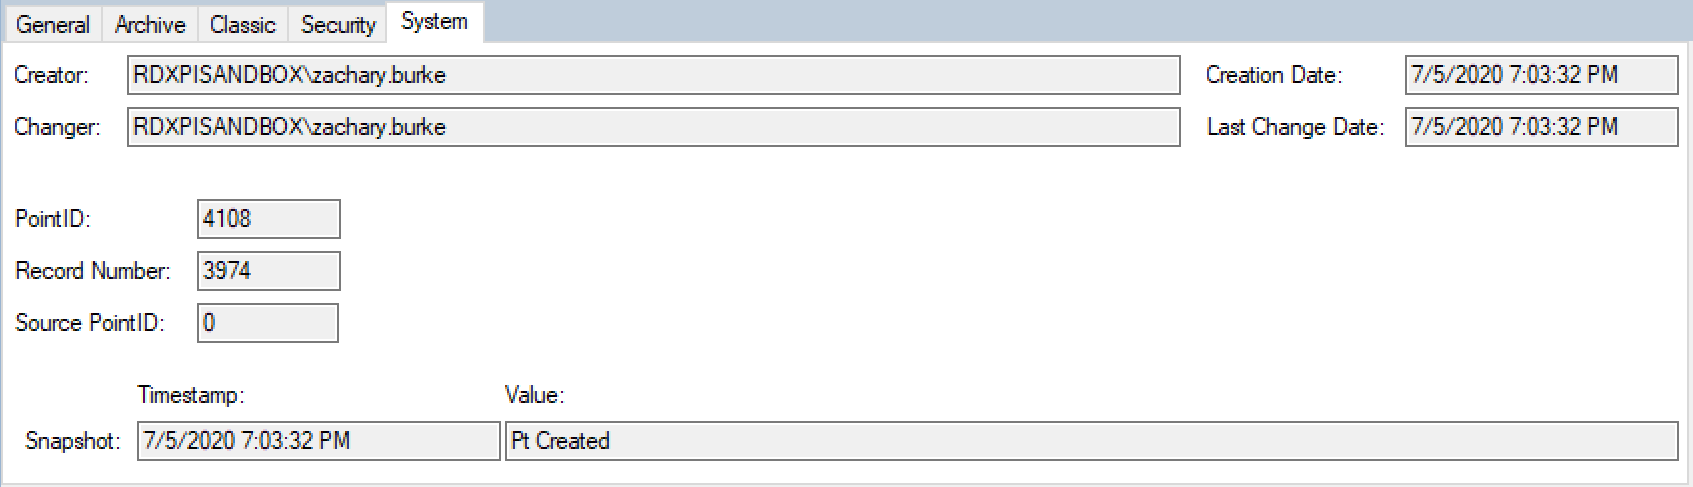 General Archive Classic Security System
Creator: RDXPISANDBOX\zachary.burke Creation Date: 7/5/2020 7:03:32 PM
Changer: RDXPISANDBOX\zachary.burke Last Change Date: 7/5/2020 7:03:32 PM
PointID: 4108
Record Number: 3974
Source PointID: 0
Timestamp: Value:
Snapshot: 7/5/2020 7:03:32 PM Pt Created